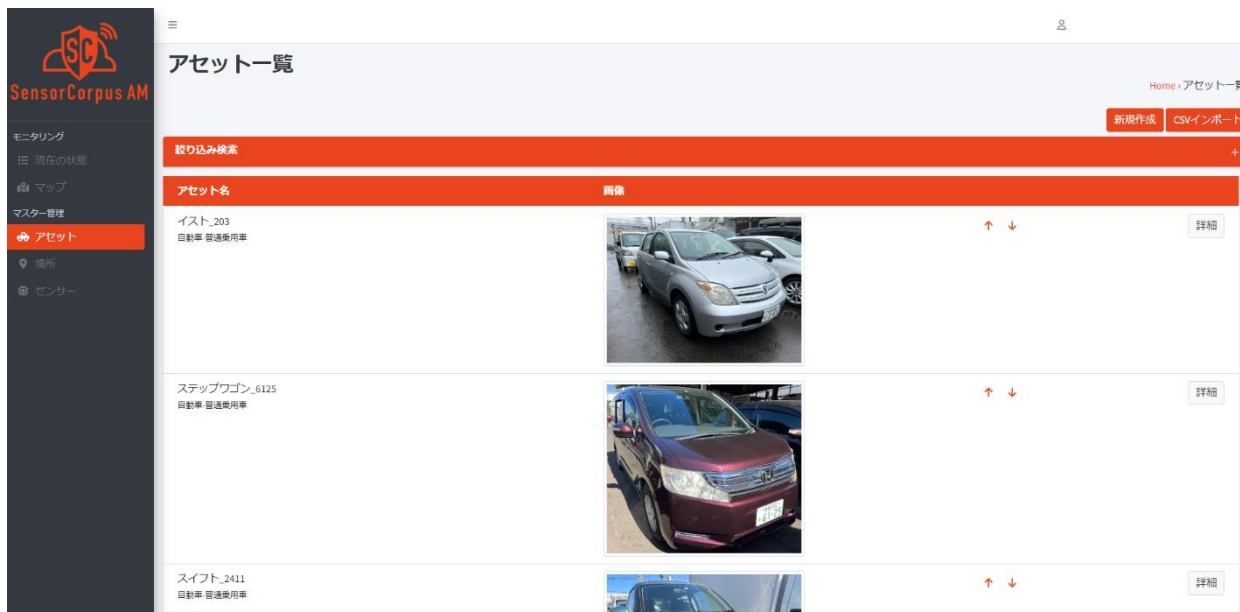 SC
SensorCorpus AM
モニタリング
現在の状態
マップ
マスター管理
アセット
場所
センサー
アセット一覧
Home › アセット一覧
新規作成
CSVインポート
絞り込み検索
+
アセット名 画像
イスト_203
自動車-普通乗用車
↑ ↓
詳細
ステップワゴン_6125
自動車-普通乗用車
61-25
↑ ↓
詳細
スイフト_2411
自動車-普通乗用車
↑ ↓
詳細